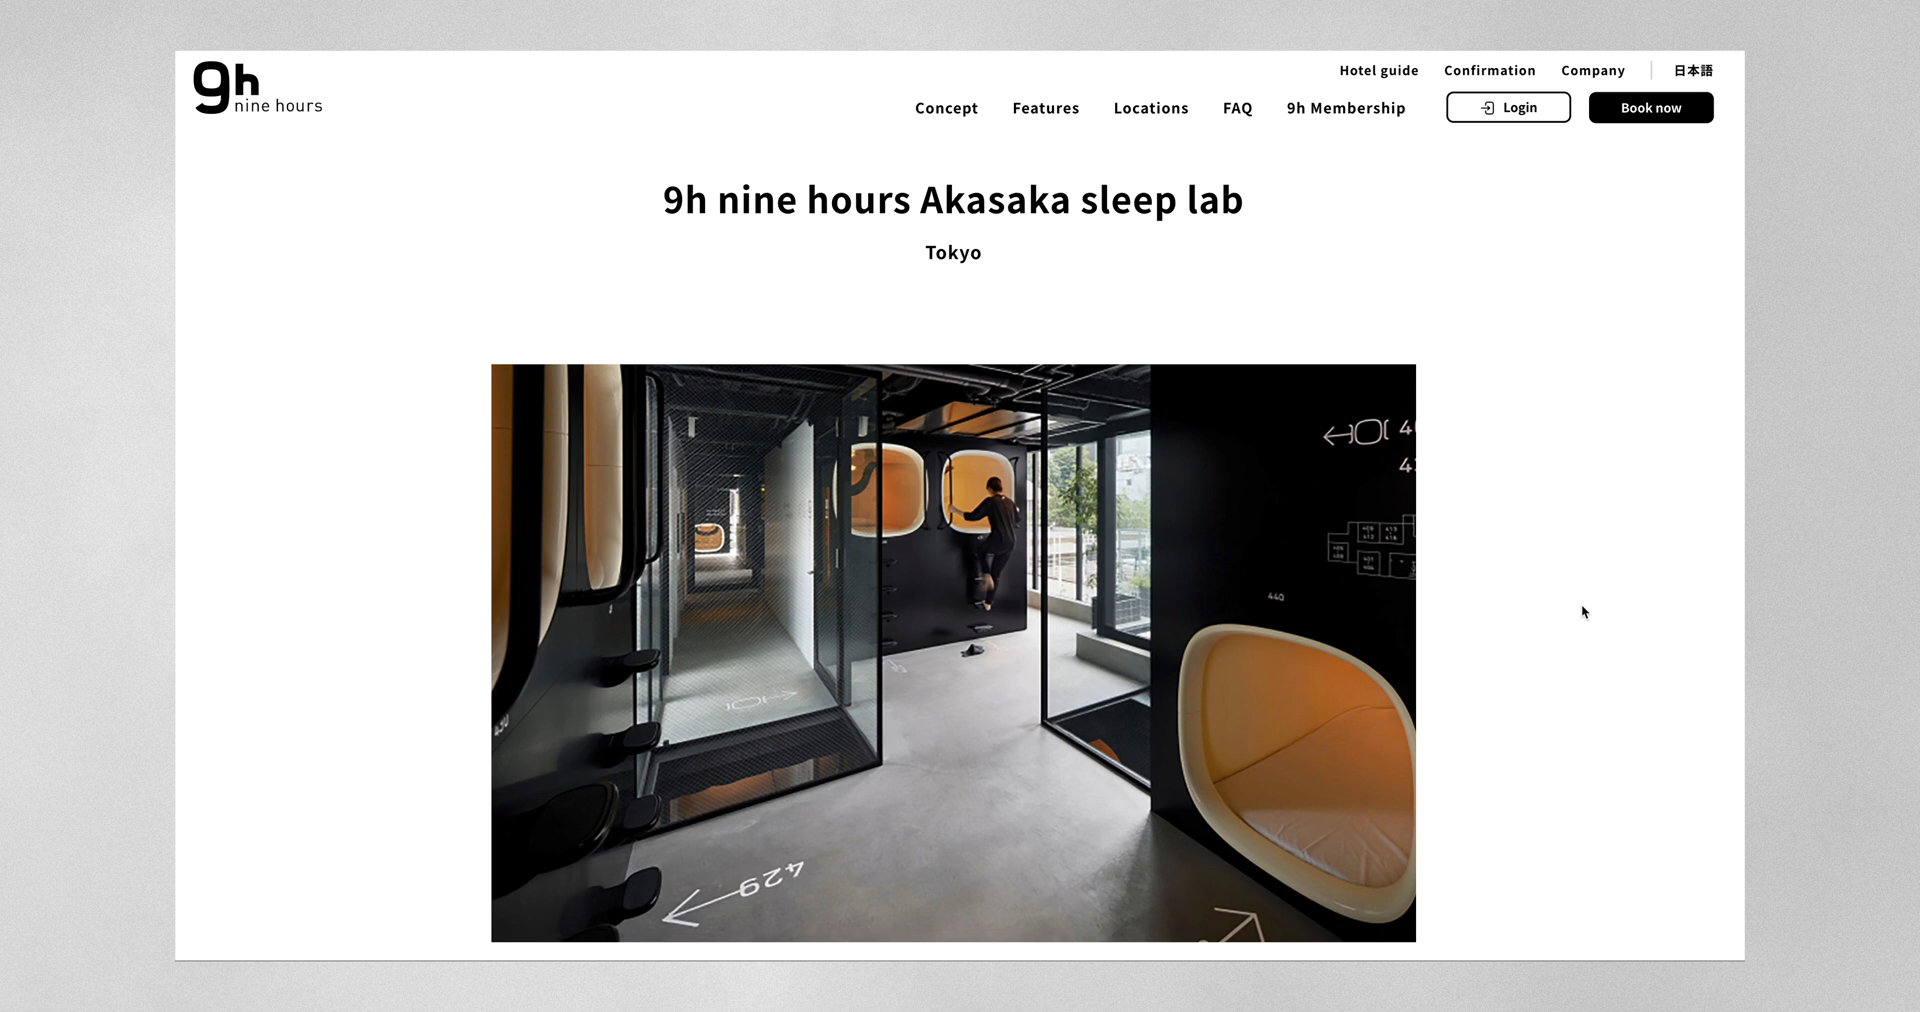 9h
nine hours
Hotel guide
Confirmation
Company
日本語
Concept
Features
Locations
FAQ
9h Membership
Login
Book now
9h nine hours Akasaka sleep lab
Tokyo
440
429